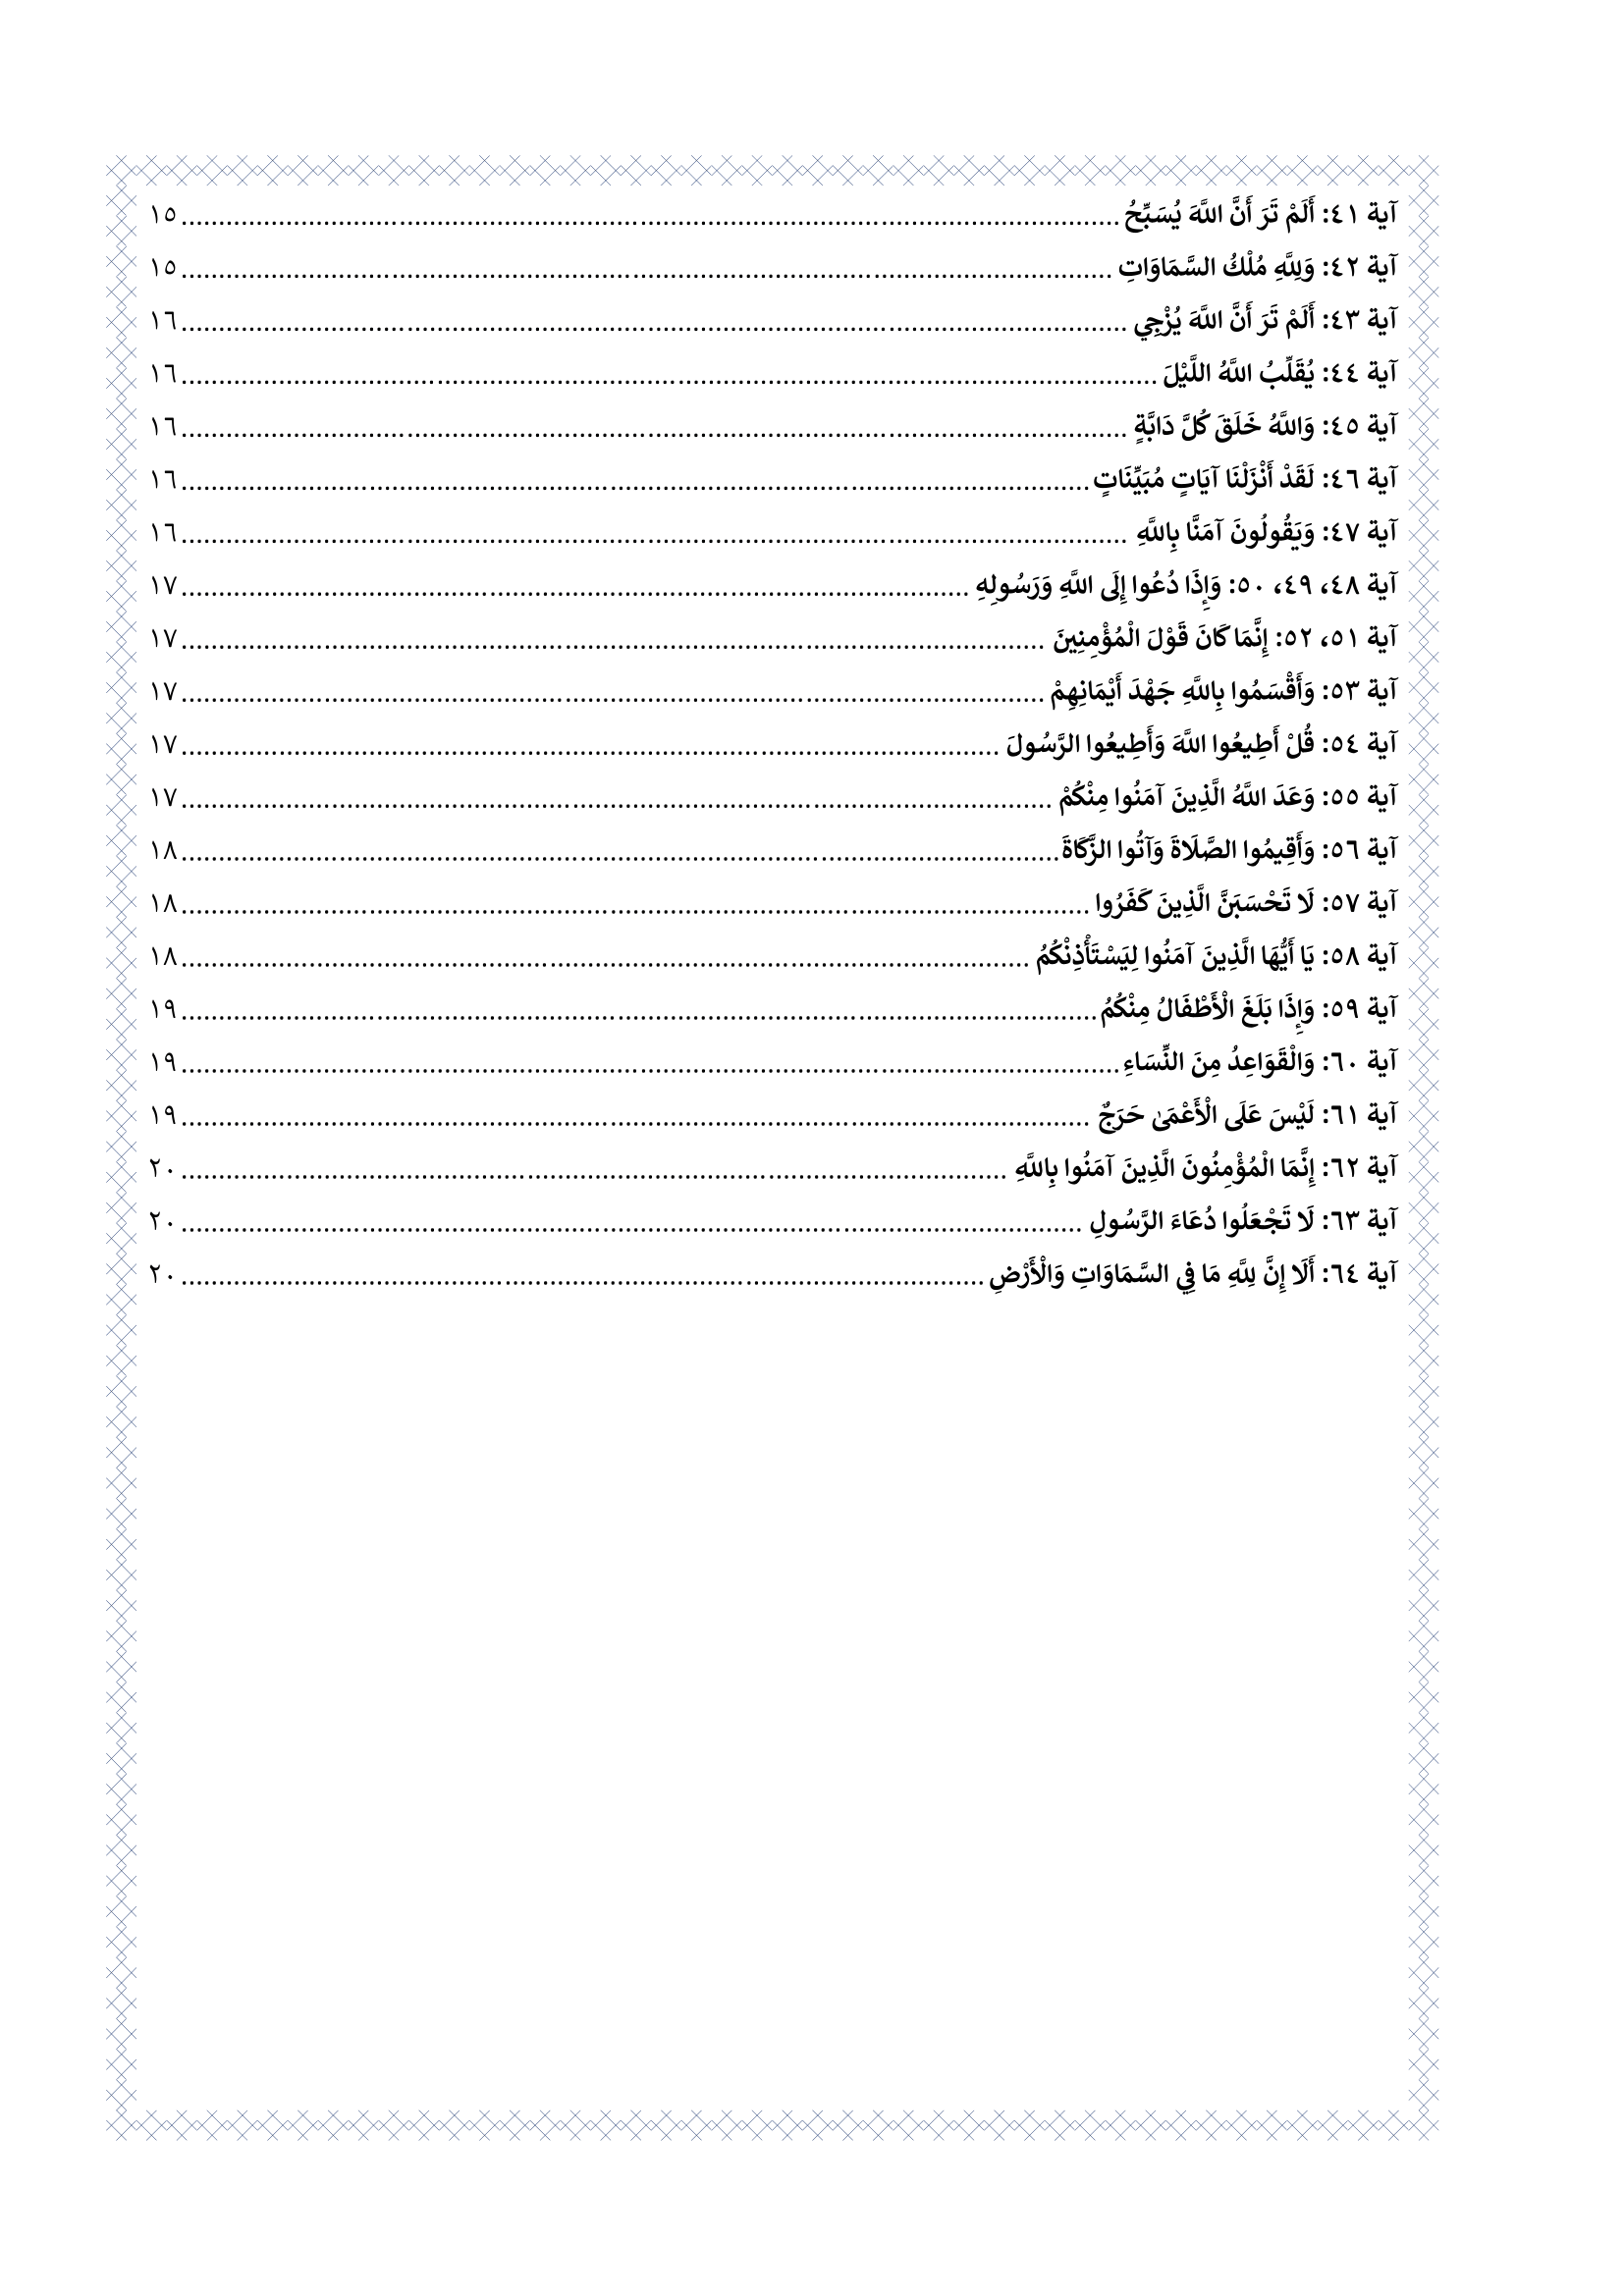 آية ٤١: أَلَمْ تَرَ أَنَّ اللَّهَ يُسَبِّحُ ........ ١٥
آية ٤٢: وَلِلَّهِ مُلْكُ السَّمَاوَاتِ ........ ١٥
آية ٤٣: أَلَمْ تَرَ أَنَّ اللَّهَ يُزْجِي ........ ١٦
آية ٤٤: يُقَلِّبُ اللَّهُ اللَّيْلَ ........ ١٦
آية ٤٥: وَاللَّهُ خَلَقَ كُلَّ دَابَّةٍ ........ ١٦
آية ٤٦: لَقَدْ أَنْزَلْنَا آيَاتٍ مُبَيِّنَاتٍ ........ ١٦
آية ٤٧: وَيَقُولُونَ آمَنَّا بِاللَّهِ ........ ١٦
آية ٤٨، ٤٩، ٥٠: وَإِذَا دُعُوا إِلَى اللَّهِ وَرَسُولِهِ ........ ١٧
آية ٥١، ٥٢: إِنَّمَا كَانَ قَوْلَ الْمُؤْمِنِينَ ........ ١٧
آية ٥٣: وَأَقْسَمُوا بِاللَّهِ جَهْدَ أَيْمَانِهِمْ ........ ١٧
آية ٥٤: قُلْ أَطِيعُوا اللَّهَ وَأَطِيعُوا الرَّسُولَ ........ ١٧
آية ٥٥: وَعَدَ اللَّهُ الَّذِينَ آمَنُوا مِنْكُمْ ........ ١٧
آية ٥٦: وَأَقِيمُوا الصَّلَاةَ وَآتُوا الزَّكَاةَ ........ ١٨
آية ٥٧: لَا تَحْسَبَنَّ الَّذِينَ كَفَرُوا ........ ١٨
آية ٥٨: يَا أَيُّهَا الَّذِينَ آمَنُوا لِيَسْتَأْذِنْكُمُ ........ ١٨
آية ٥٩: وَإِذَا بَلَغَ الْأَطْفَالُ مِنْكُمُ ........ ١٩
آية ٦٠: وَالْقَوَاعِدُ مِنَ النِّسَاءِ ........ ١٩
آية ٦١: لَيْسَ عَلَى الْأَعْمَىٰ حَرَجٌ ........ ١٩
آية ٦٢: إِنَّمَا الْمُؤْمِنُونَ الَّذِينَ آمَنُوا بِاللَّهِ ........ ٢٠
آية ٦٣: لَا تَجْعَلُوا دُعَاءَ الرَّسُولِ ........ ٢٠
آية ٦٤: أَلَا إِنَّ لِلَّهِ مَا فِي السَّمَاوَاتِ وَالْأَرْضِ ........ ٢٠